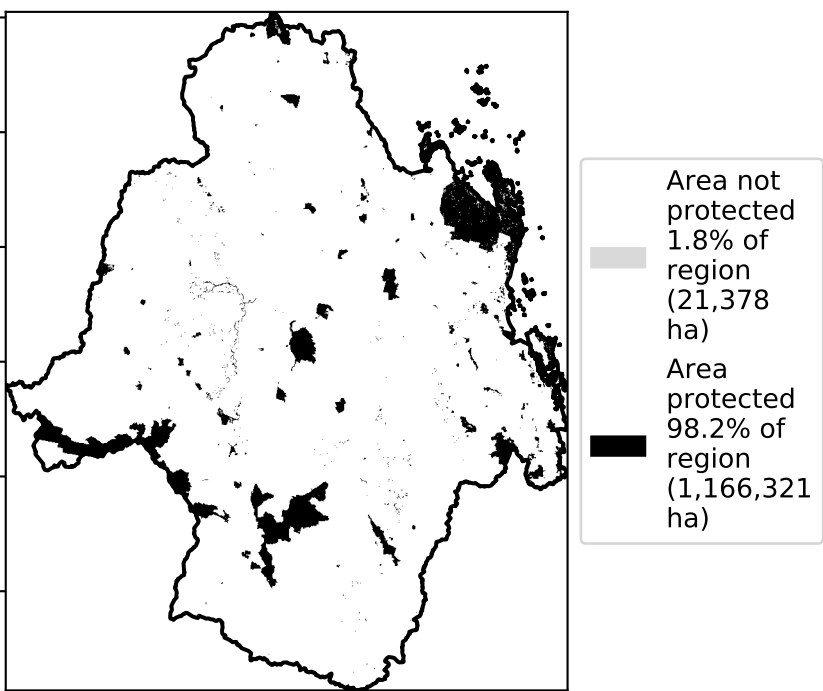 Area not
protected
1.8% of
region
(21,378
ha)
Area
protected
98.2% of
region
(1,166,321
ha)